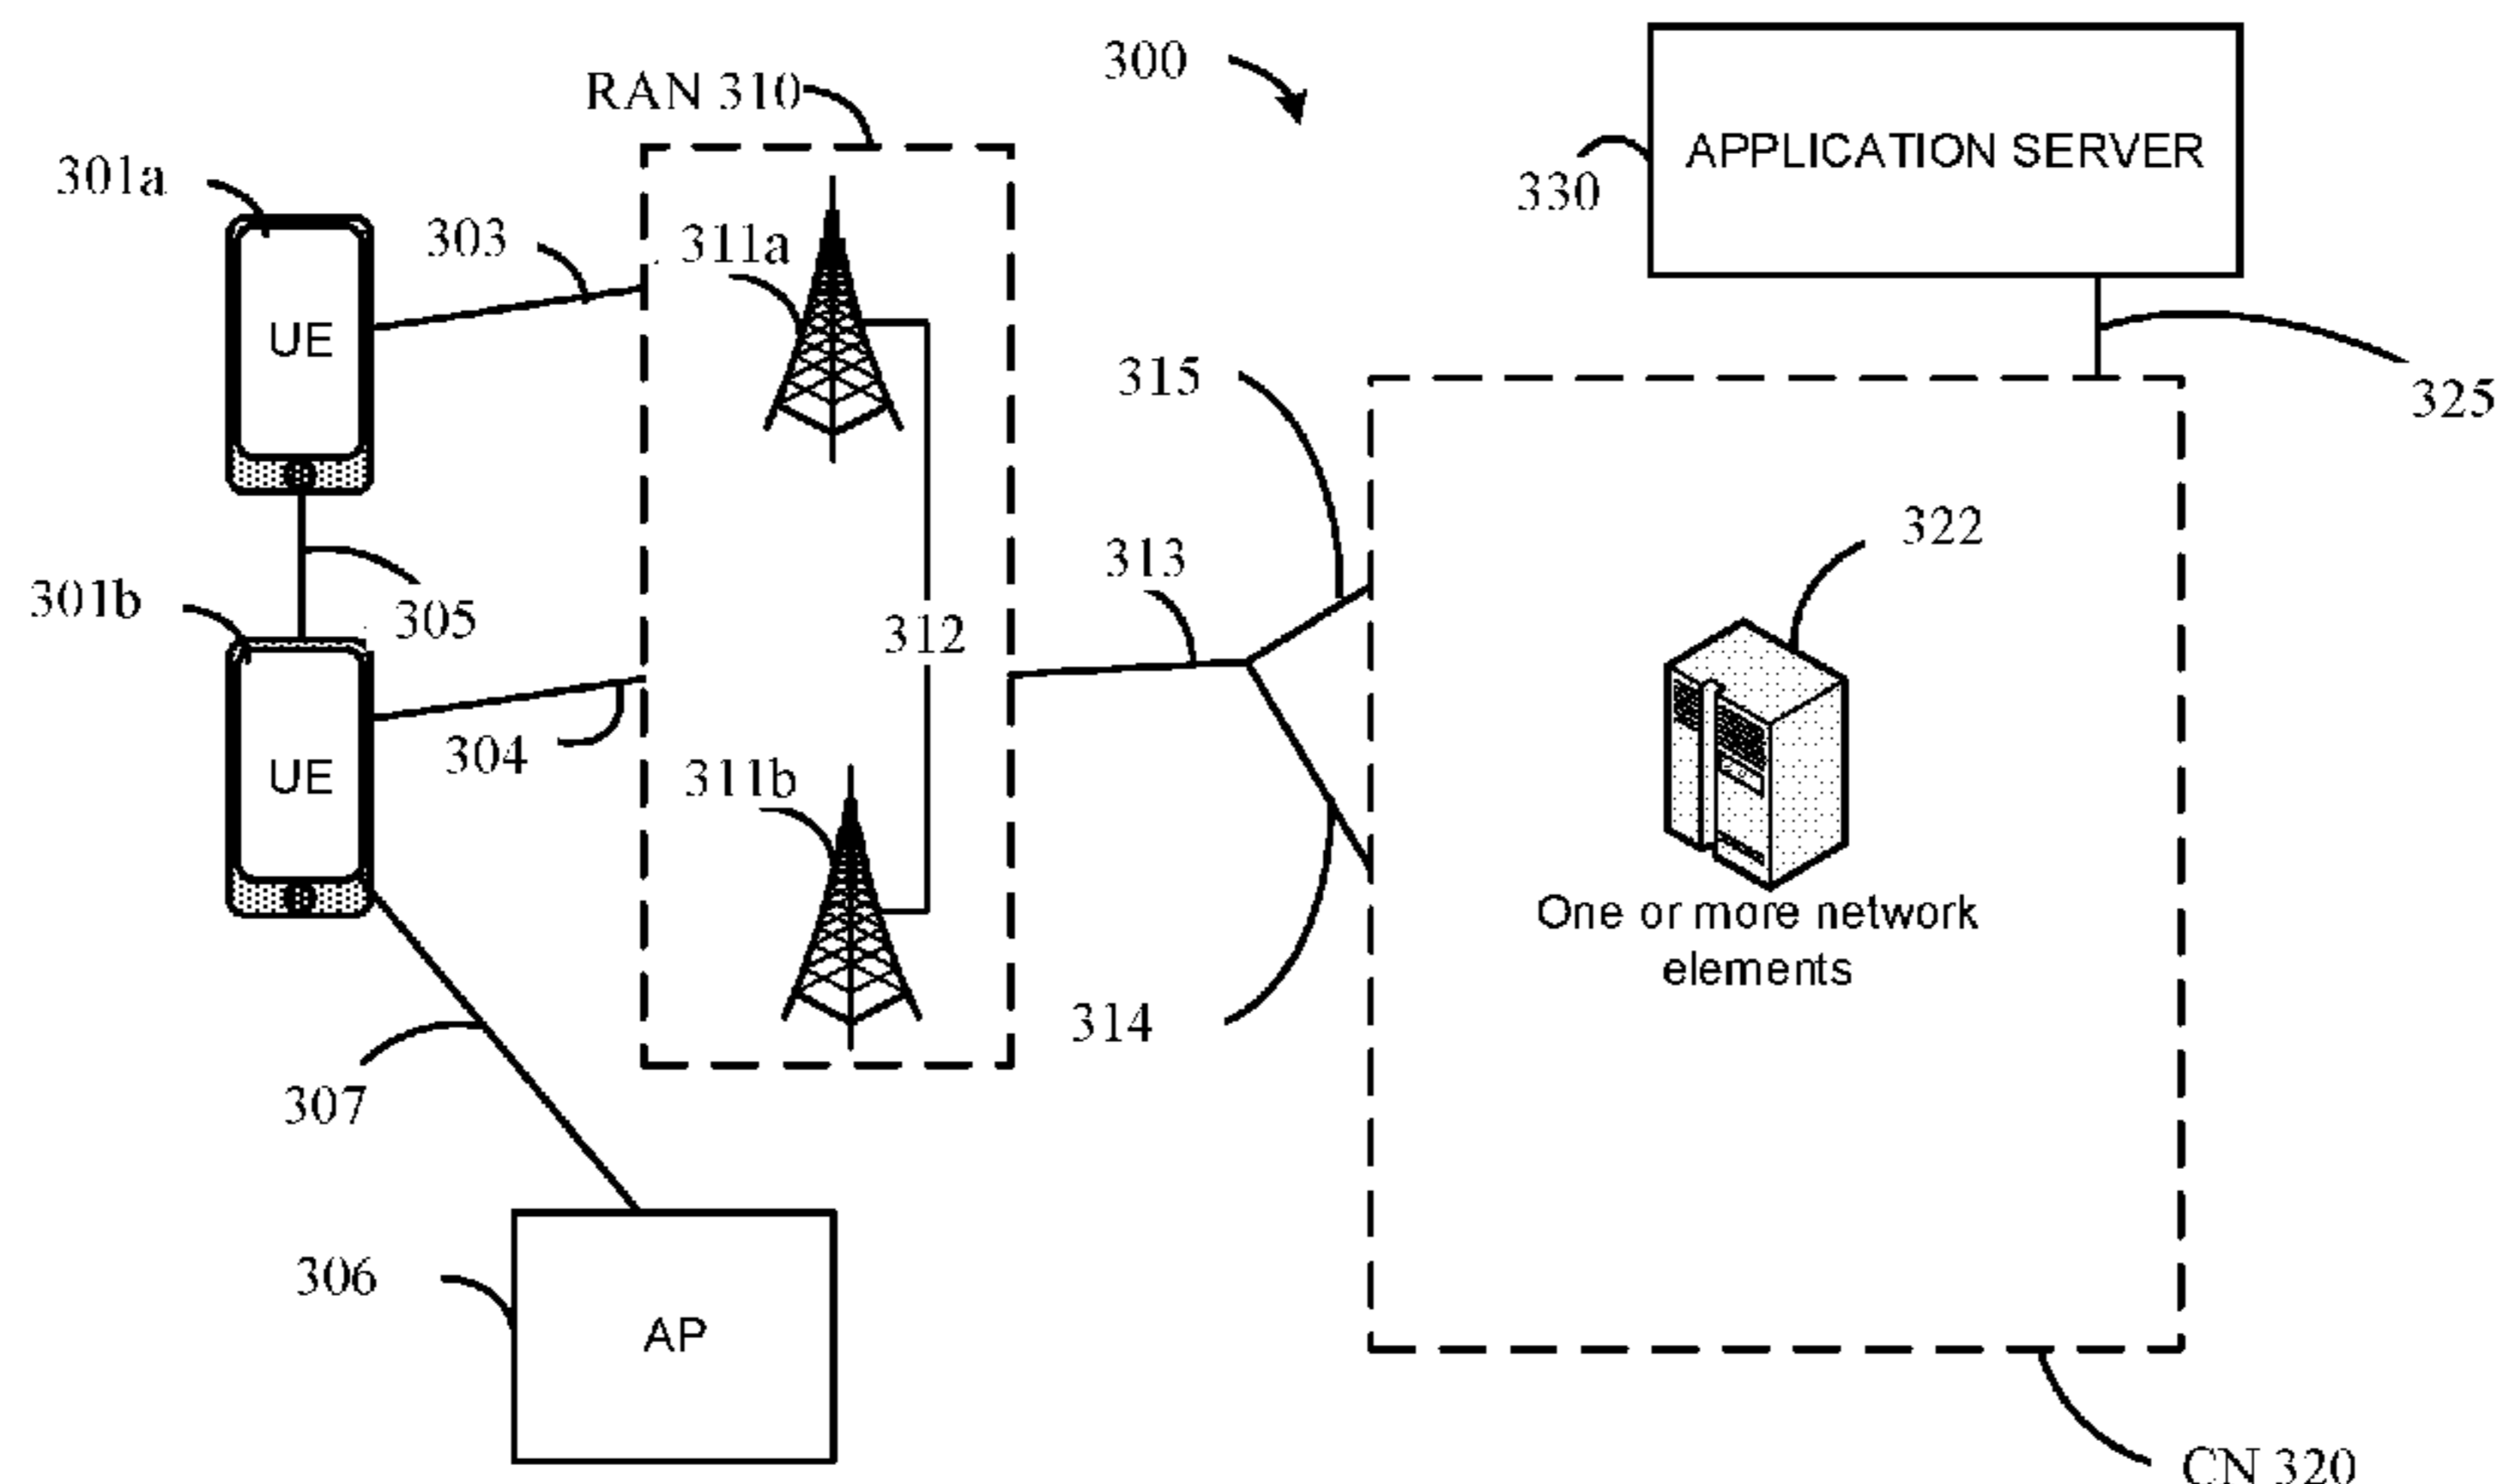 300
RAN 310
APPLICATION SERVER
330
301a
303
311a
UE
315
325
313
322
301b
305
312
304
UE
311b
One or more network
elements
314
307
306
AP
CN 320